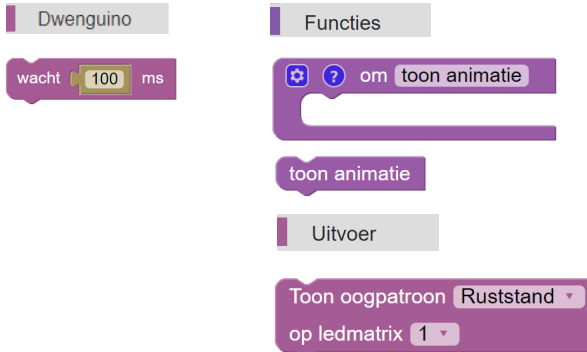 Dwenguino
wacht 100 ms
Functies
? om toon animatie
toon animatie
Uitvoer
Toon oogpatroon Ruststand
op ledmatrix 1